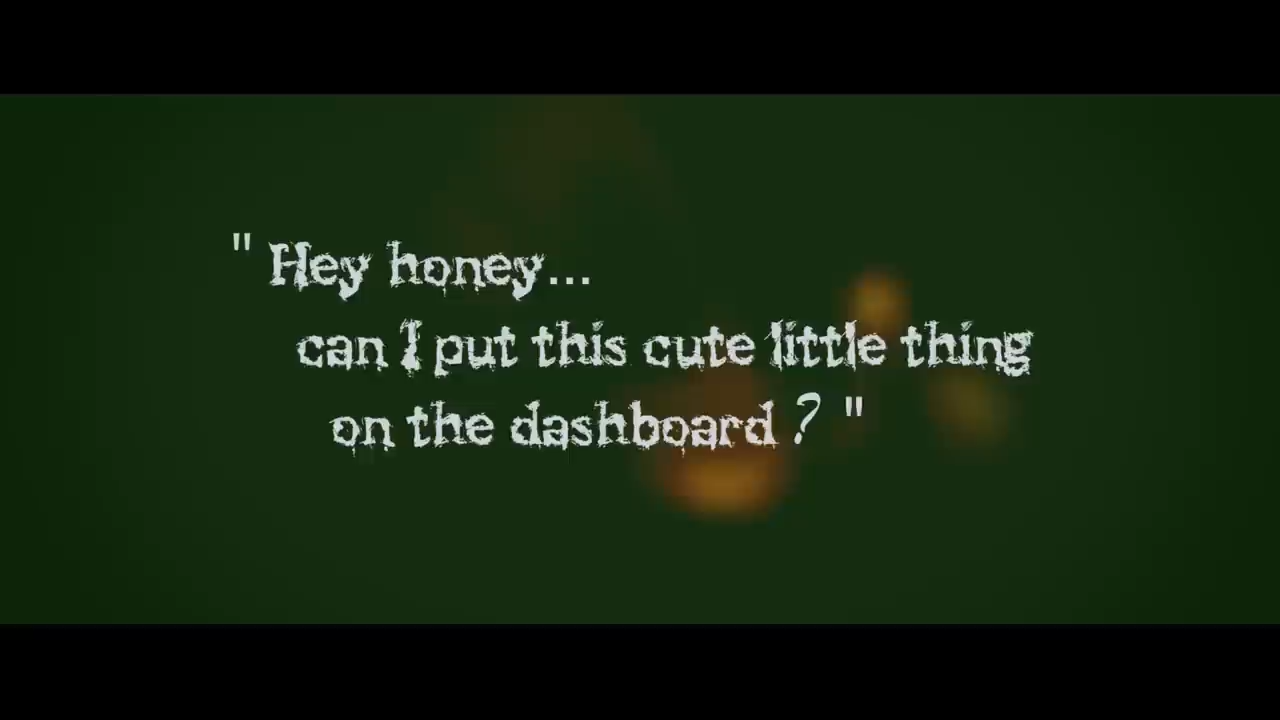 " Hey honey...
can I put this cute little thing
on the dashboard ? "